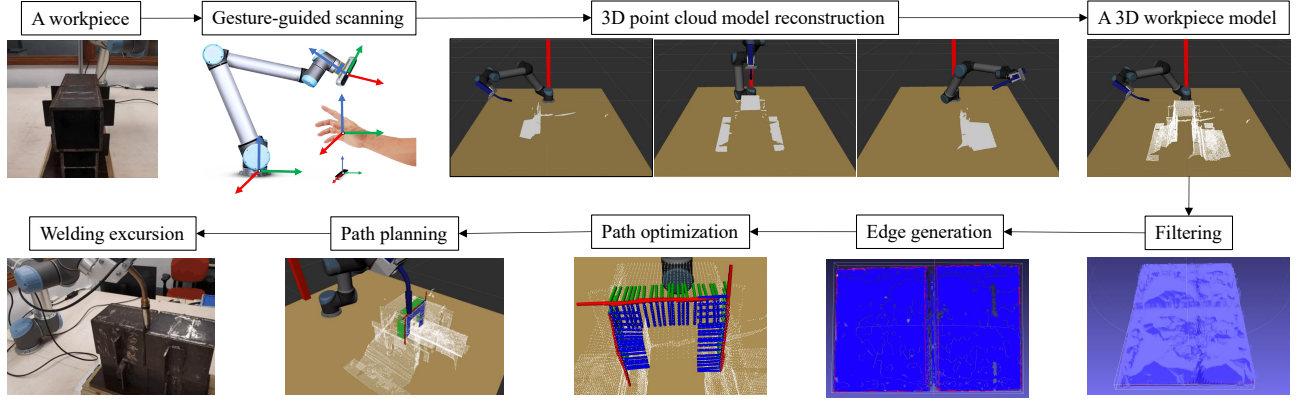 A workpiece
Gesture-guided scanning
3D point cloud model reconstruction
A 3D workpiece model
Welding excursion
Path planning
Path optimization
Edge generation
Filtering